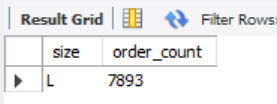 Result Grid Filter Rows:
size order_count
L 7893